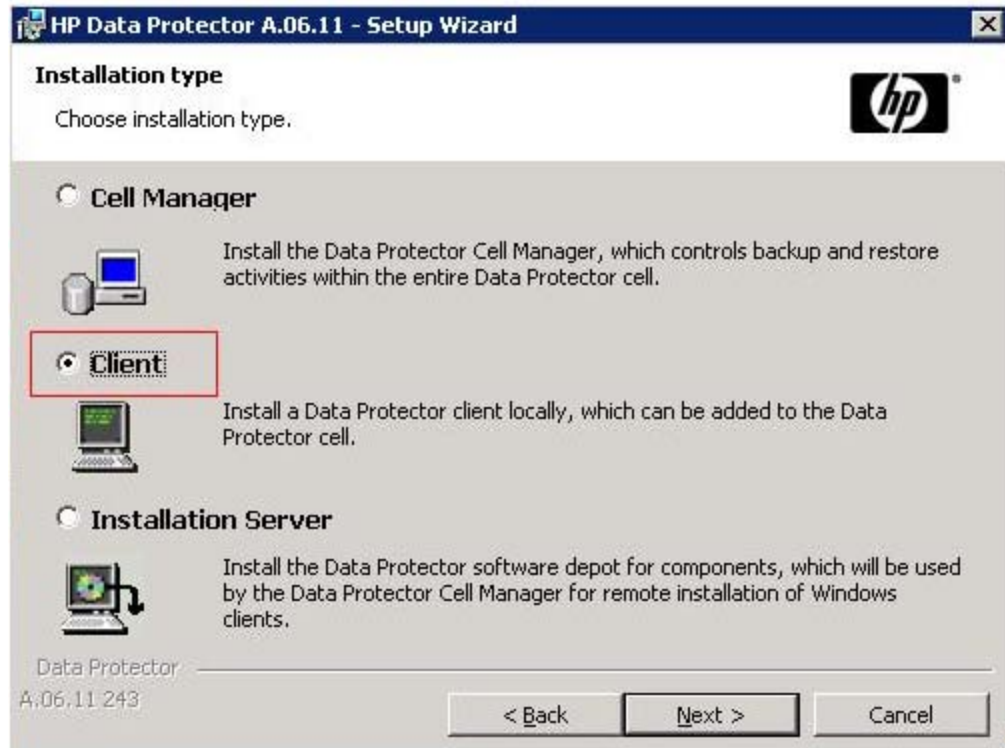 HP Data Protector A.06.11 - Setup Wizard
Installation type
Choose installation type.
hp
Cell Manager
Install the Data Protector Cell Manager, which controls backup and restore
activities within the entire Data Protector cell.
Client
Install a Data Protector client locally, which can be added to the Data
Protector cell.
Installation Server
Install the Data Protector software depot for components, which will be used
by the Data Protector Cell Manager for remote installation of Windows
clients.
Data Protector
A.06.11 243
< Back Next > Cancel